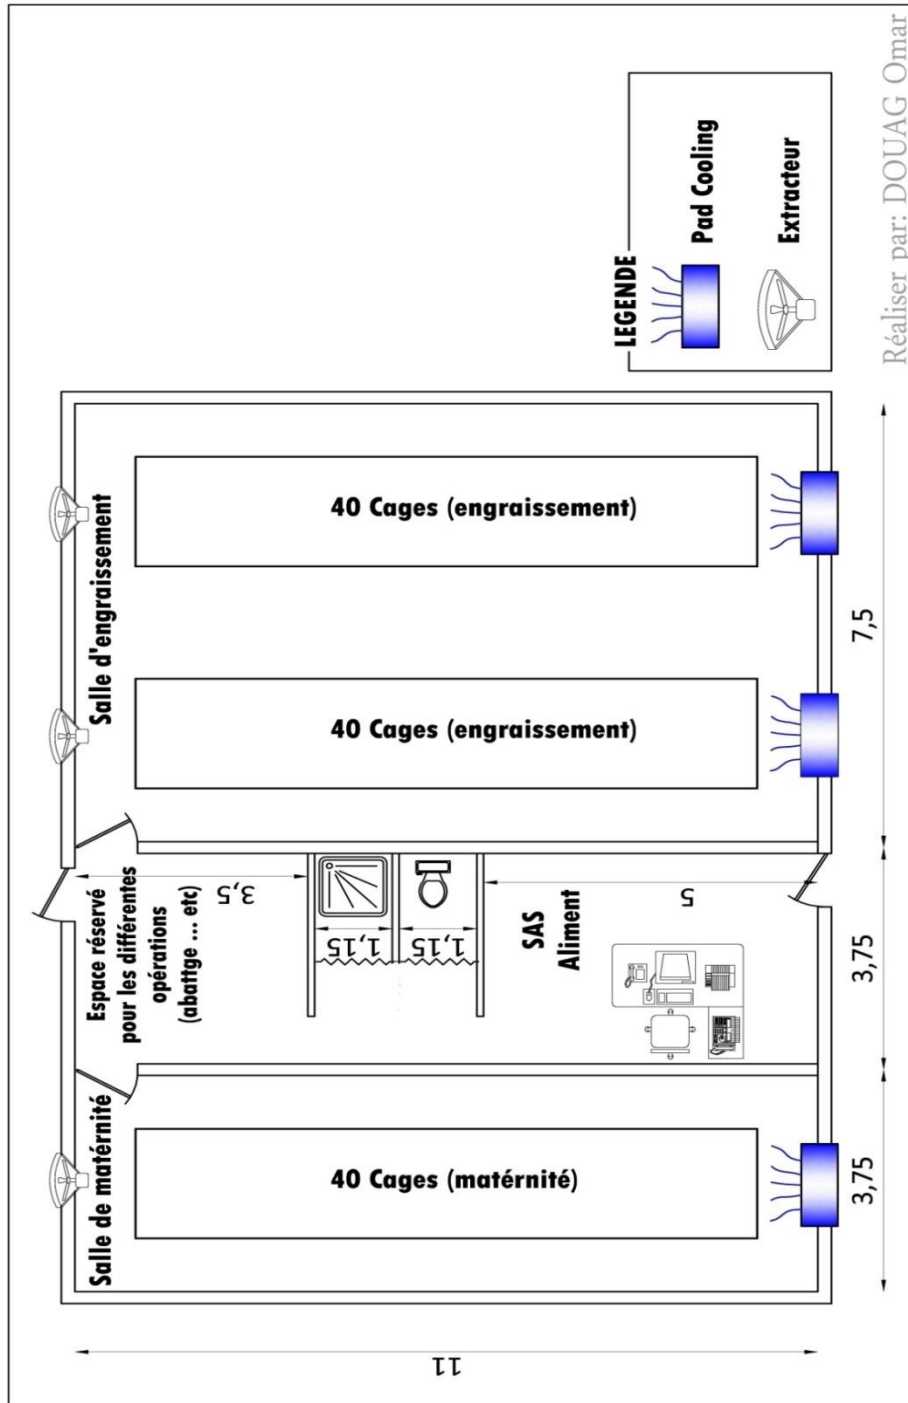 Salle de matérnité
Espace réservé
pour les différentes
opérations
(abattge ... etc)
Salle d'engraissement
40 Cages (matérnité)
40 Cages (engraissement)
40 Cages (engraissement)
SAS
Aliment
3,5
1,15
1,15
5
11
3,75
3,75
7,5
LEGENDE
Pad Cooling
Extracteur
Réaliser par: DOUAG Omar